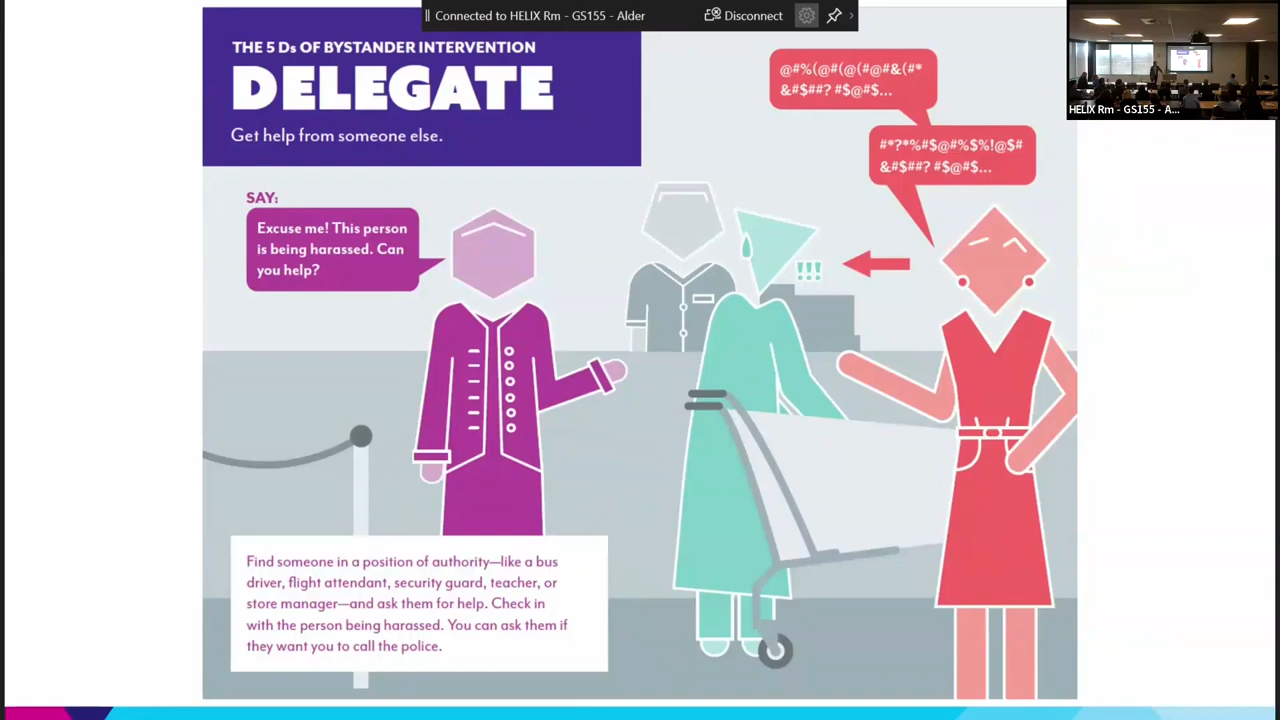 Connected to HELIX Rm - GS155 - Alder
Disconnect
HELIX Rm - GS155 - A...
THE 5 Ds OF BYSTANDER INTERVENTION
DELEGATE
Get help from someone else.
@#%(@#(@(#@#&(#*
&#$##? #$@#$...
#*?*%#$@#%$%!@$#
&#$##? #$@#$...
SAY:
Excuse me! This person
is being harassed. Can
you help?
!!!
Find someone in a position of authority—like a bus
driver, flight attendant, security guard, teacher, or
store manager—and ask them for help. Check in
with the person being harassed. You can ask them if
they want you to call the police.